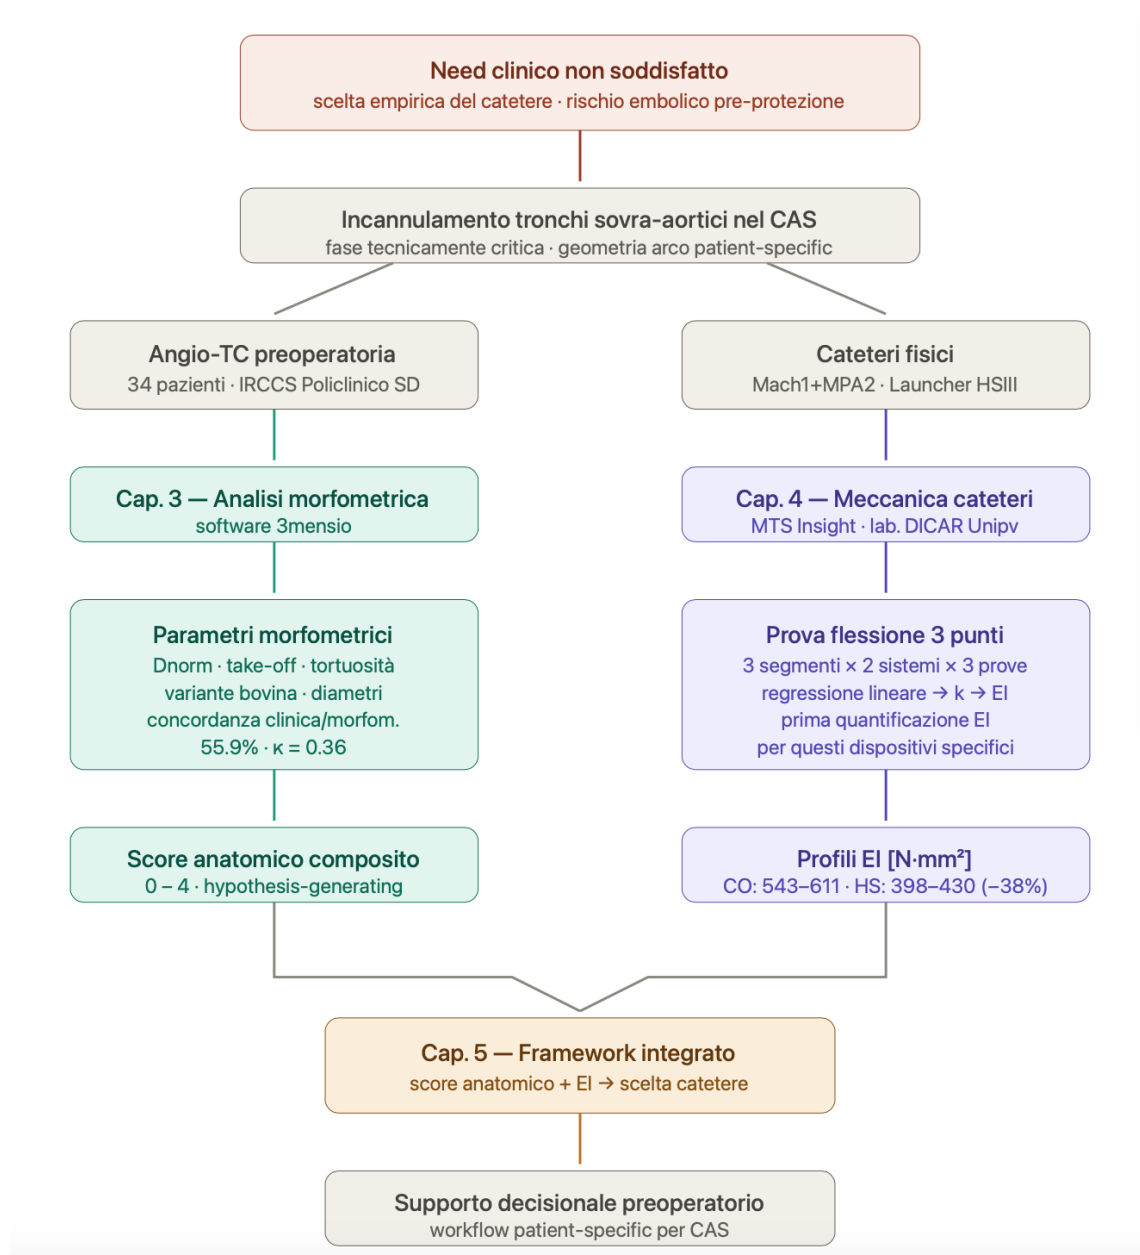 Need clinico non soddisfatto
scelta empirica del catetere · rischio embolico pre-protezione
Incannulamento tronchi sovra-aortici nel CAS
fase tecnicamente critica · geometria arco patient-specific
Angio-TC preoperatoria
34 pazienti · IRCCS Policlinico SD
Cateteri fisici
Mach1+MPA2 · Launcher HSIII
Cap. 3 — Analisi morfometrica
software 3mensio
Cap. 4 — Meccanica cateteri
MTS Insight · lab. DICAR Unipv
Parametri morfometrici
Dnorm · take-off · tortuosità
variante bovina · diametri
concordanza clinica/morfom.
55.9% · κ = 0.36
Prova flessione 3 punti
3 segmenti × 2 sistemi × 3 prove
regressione lineare → k → EI
prima quantificazione EI
per questi dispositivi specifici
Score anatomico composito
0 – 4 · hypothesis-generating
Profili EI [N·mm²]
CO: 543–611 · HS: 398–430 (−38%)
Cap. 5 — Framework integrato
score anatomico + EI → scelta catetere
Supporto decisionale preoperatorio
workflow patient-specific per CAS